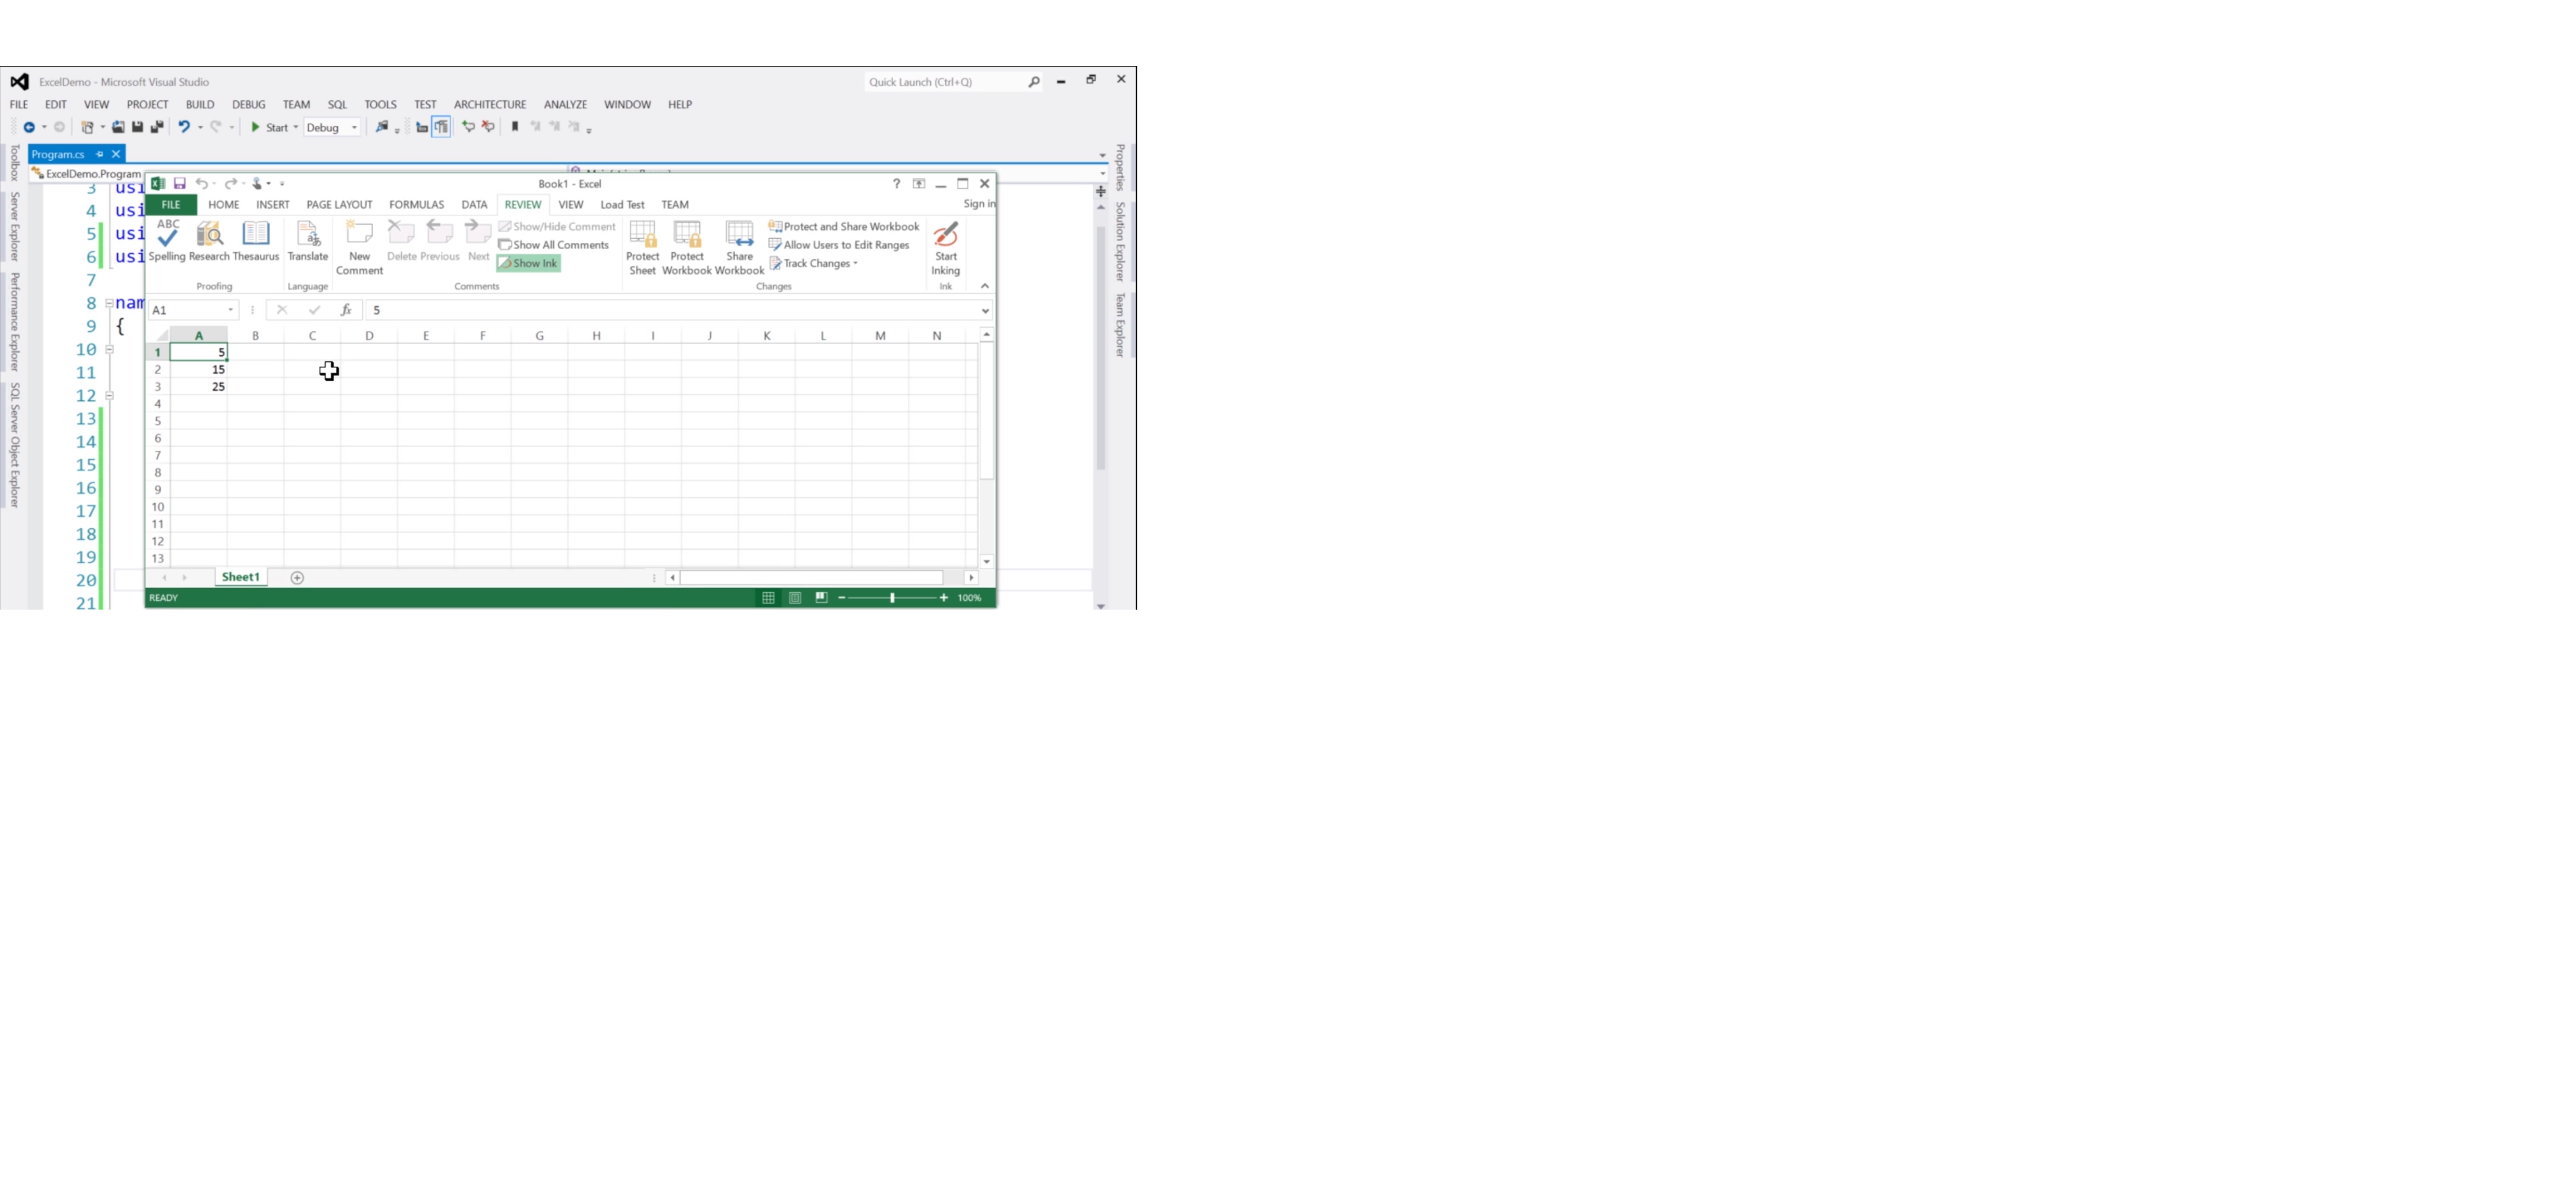 ExcelDemo - Microsoft Visual Studio
Quick Launch (Ctrl+Q)
FILE EDIT VIEW PROJECT BUILD DEBUG TEAM SQL TOOLS TEST ARCHITECTURE ANALYZE WINDOW HELP
Start Debug
Program.cs
ExcelDemo.Program
Toolbox
Server Explorer
Performance Explorer
SQL Server Object Explorer
Properties
Solution Explorer
Team Explorer
3 usi
4 usi
5 usi
6 usi
7
8 nam
9 {
10
11
12
13
14
15
16
17
18
19
20
21
Book1 - Excel
?
FILE HOME INSERT PAGE LAYOUT FORMULAS DATA REVIEW VIEW Load Test TEAM Sign in
ABC
Spelling Research Thesaurus
Proofing
Translate
Language
New Comment
Delete Previous Next
Show/Hide Comment
Show All Comments
Show Ink
Comments
Protect Sheet
Protect Workbook
Share Workbook
Protect and Share Workbook
Allow Users to Edit Ranges
Track Changes
Changes
Start Inking
Ink
A1 fx 5
A B C D E F G H I J K L M N
1 5
2 15
3 25
4
5
6
7
8
9
10
11
12
13
Sheet1
READY
100%